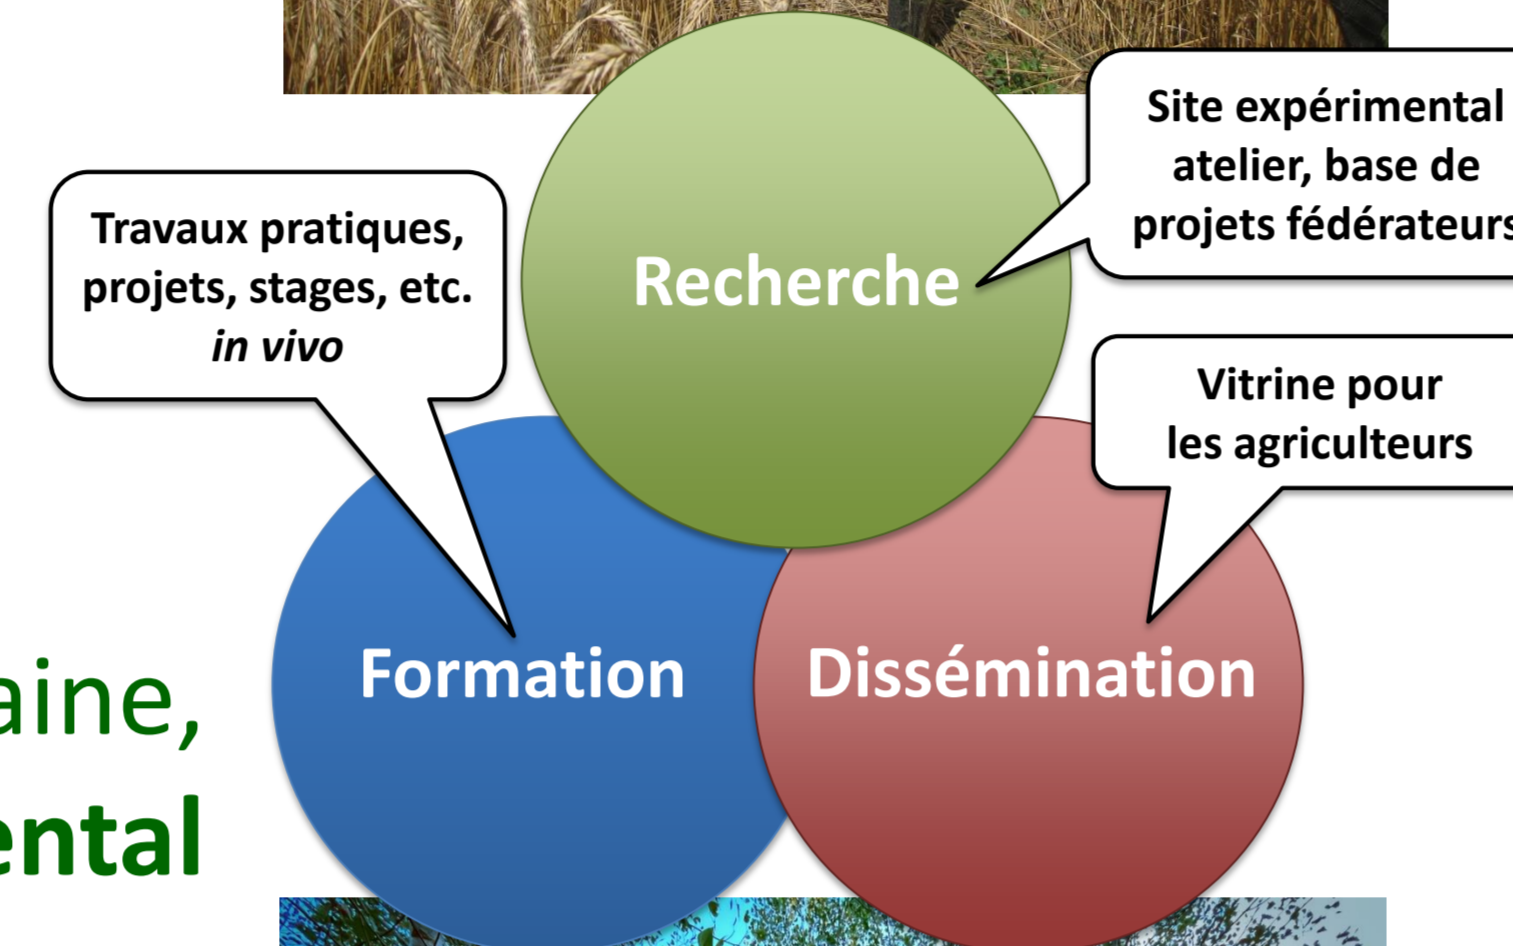 Site expérimental
atelier, base de
projets fédérateurs
Travaux pratiques,
projets, stages, etc.
in vivo
Recherche
Vitrine pour
les agriculteurs
Formation
Dissémination
aine,
ental